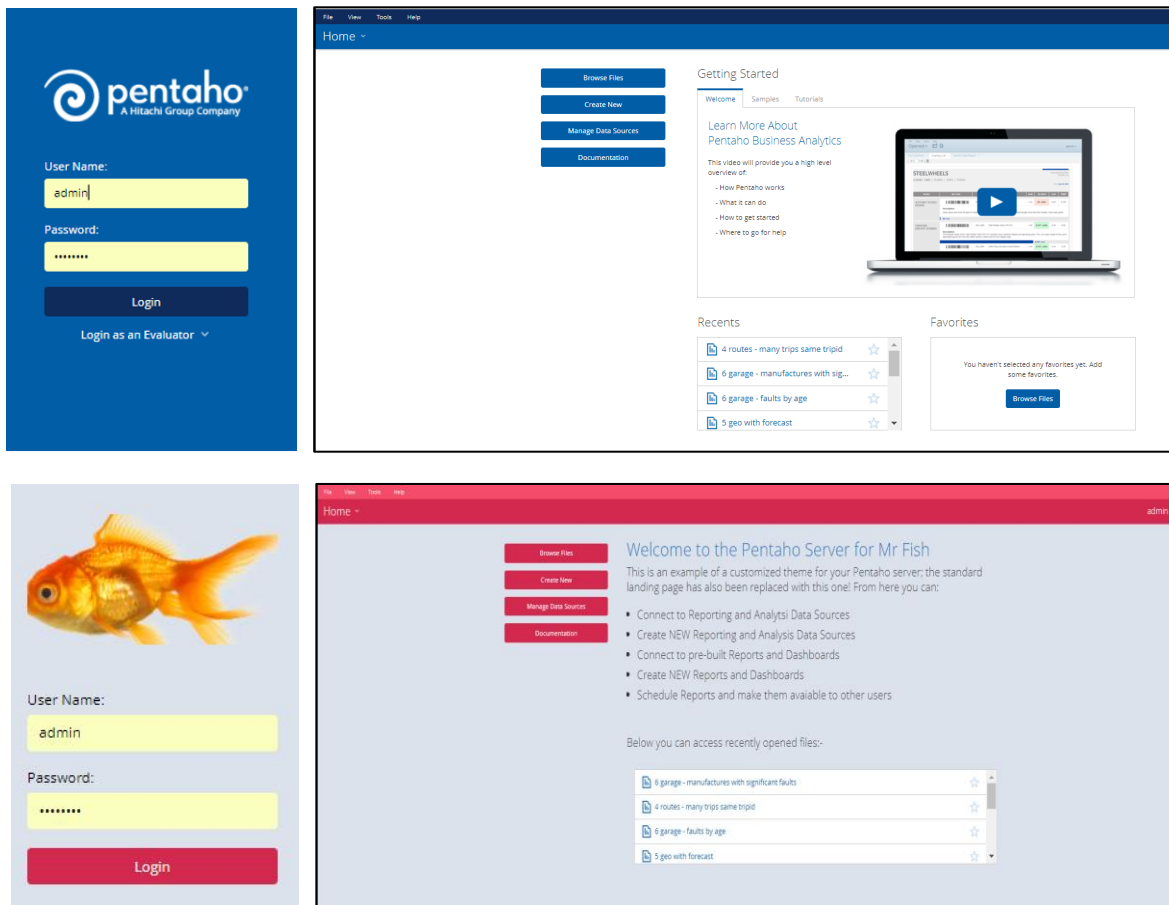 pentaho
A Hitachi Group Company
User Name:
admin
Password:
••••••••
Login
Login as an Evaluator
File View Tools Help
Home
Browse Files
Create New
Manage Data Sources
Documentation
Getting Started
Welcome Samples Tutorials
Learn More About
Pentaho Business Analytics
This video will provide you a high level
overview of:
- How Pentaho works
- What it can do
- How to get started
- Where to go for help
STEELWHEELS
Recents
4 routes - many trips same tripid
6 garage - manufactures with sig...
6 garage - faults by age
5 geo with forecast
Favorites
You haven't selected any favorites yet. Add
some favorites.
Browse Files
User Name:
admin
Password:
••••••••
Login
File View Tools Help
Home
admin
Browse Files
Create New
Manage Data Sources
Documentation
Welcome to the Pentaho Server for Mr Fish
This is an example of a customized theme for your Pentaho server; the standard
landing page has also been replaced with this one! From here you can:
• Connect to Reporting and Analytsi Data Sources
• Create NEW Reporting and Analysis Data Sources
• Connect to pre-built Reports and Dashboards
• Create NEW Reports and Dashboards
• Schedule Reports and make them avaiable to other users
Below you can access recently opened files:-
6 garage - manufactures with significant faults
4 routes - many trips same tripid
6 garage - faults by age
5 geo with forecast